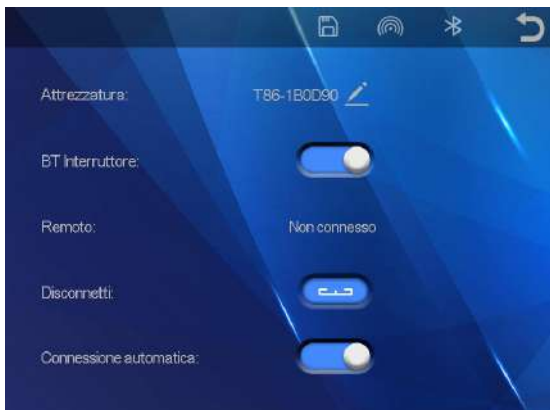 Attrezzatura: T86-1B0D90
BT Interruttore:
Remoto: Non connesso
Disconnetti:
Connessione automatica: